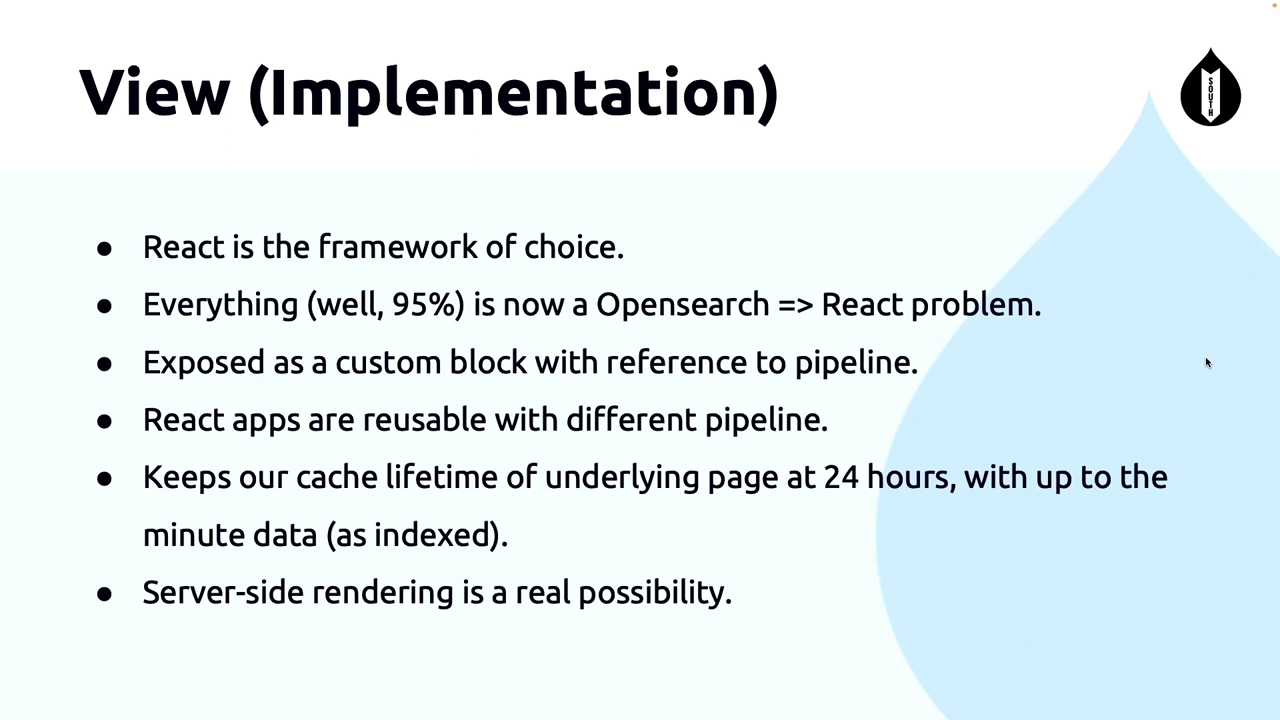 View (Implementation)
SOUTH
● React is the framework of choice.
● Everything (well, 95%) is now a Opensearch => React problem.
● Exposed as a custom block with reference to pipeline.
● React apps are reusable with different pipeline.
● Keeps our cache lifetime of underlying page at 24 hours, with up to the
minute data (as indexed).
● Server-side rendering is a real possibility.